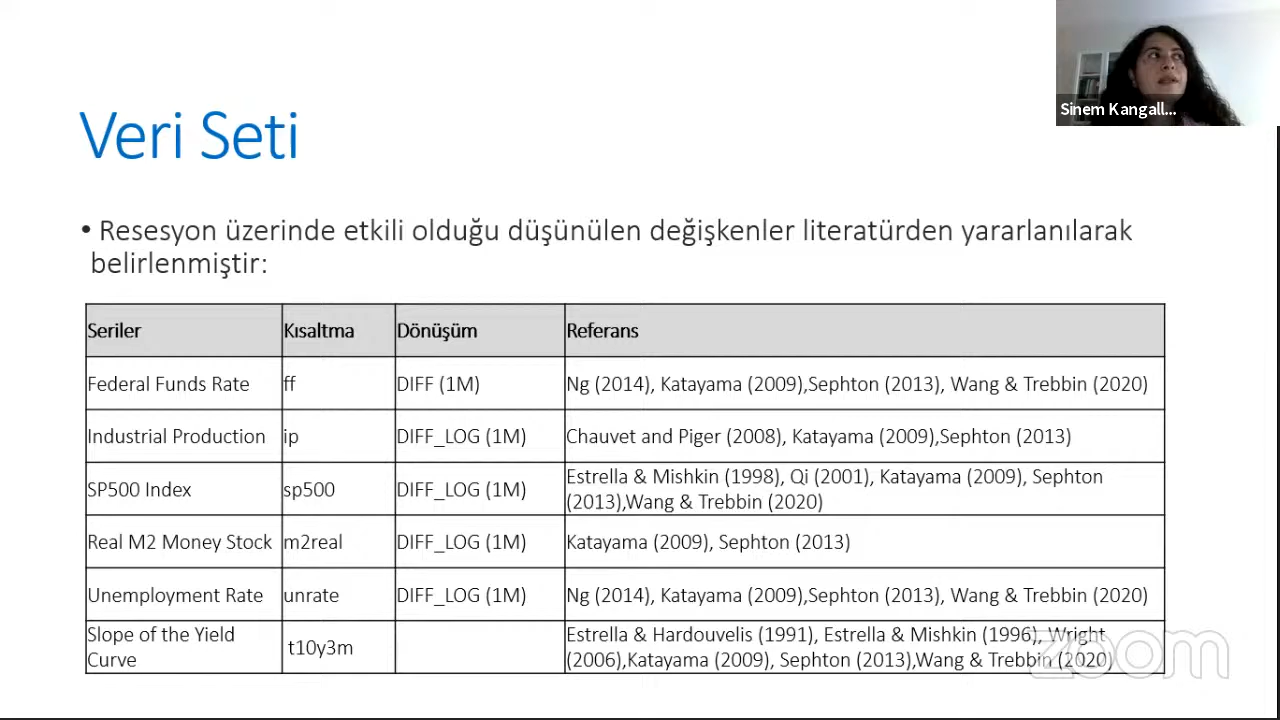 Sinem Kangall...
Veri Seti
• Resesyon üzerinde etkili olduğu düşünülen değişkenler literatürden yararlanılarak
belirlenmiştir:
Seriler Kısaltma Dönüşüm Referans
Federal Funds Rate ff DIFF (1M) Ng (2014), Katayama (2009),Sephton (2013), Wang & Trebbin (2020)
Industrial Production ip DIFF_LOG (1M) Chauvet and Piger (2008), Katayama (2009),Sephton (2013)
SP500 Index sp500 DIFF_LOG (1M) Estrella & Mishkin (1998), Qi (2001), Katayama (2009), Sephton
(2013),Wang & Trebbin (2020)
Real M2 Money Stock m2real DIFF_LOG (1M) Katayama (2009), Sephton (2013)
Unemployment Rate unrate DIFF_LOG (1M) Ng (2014), Katayama (2009),Sephton (2013), Wang & Trebbin (2020)
Slope of the Yield
Curve
t10y3m
Estrella & Hardouvelis (1991), Estrella & Mishkin (1996), Wright
(2006),Katayama (2009), Sephton (2013),Wang & Trebbin (2020)
zoom